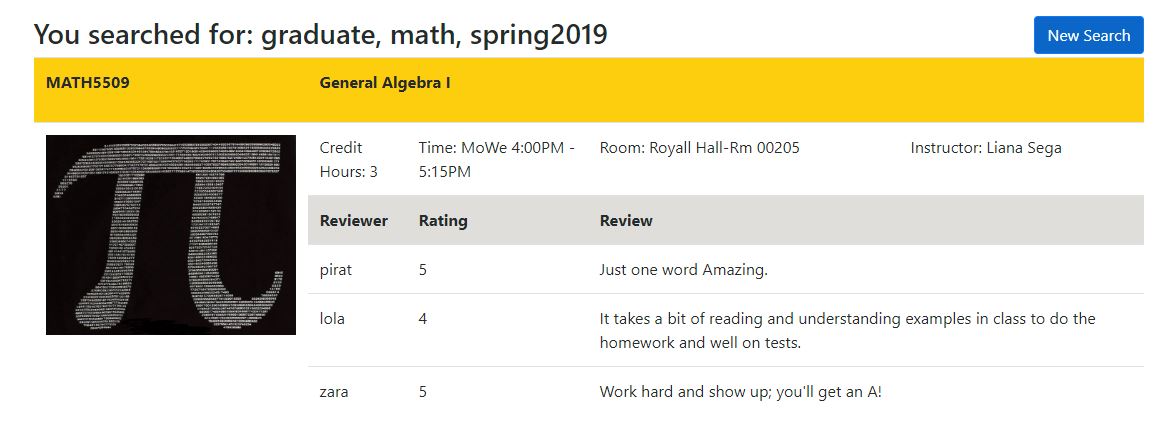 You searched for: graduate, math, spring2019
New Search
MATH5509 General Algebra I
Credit Hours: 3
Time: MoWe 4:00PM - 5:15PM
Room: Royall Hall-Rm 00205
Instructor: Liana Sega
Reviewer Rating Review
pirat 5 Just one word Amazing.
lola 4 It takes a bit of reading and understanding examples in class to do the
homework and well on tests.
zara 5 Work hard and show up; you'll get an A!